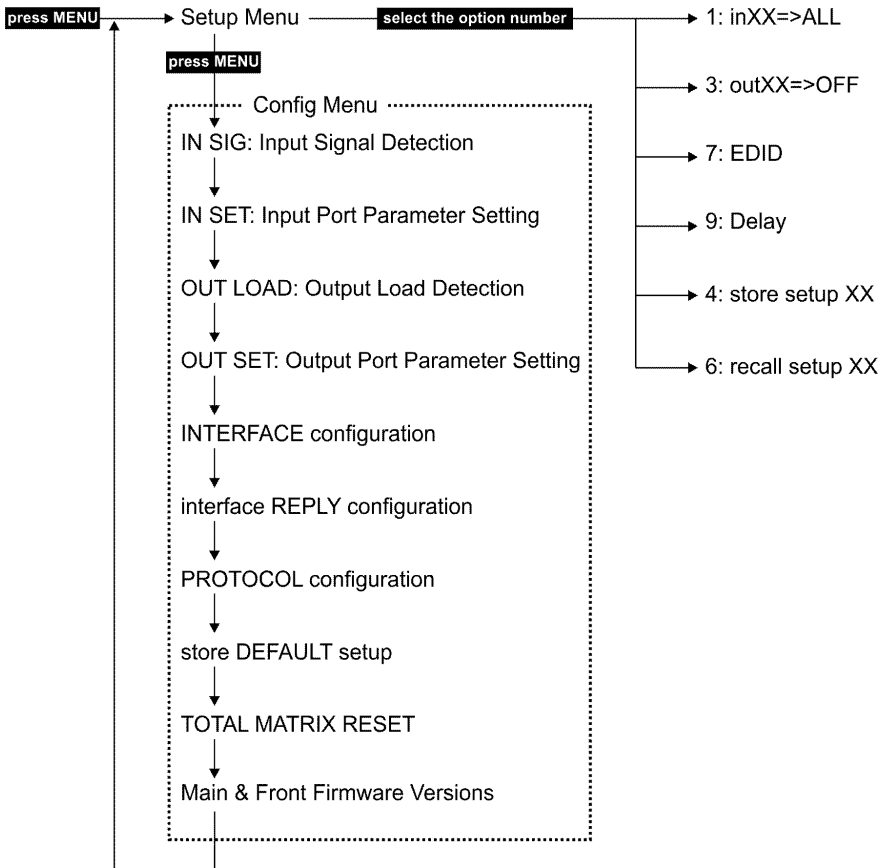 press MENU
Setup Menu
select the option number
1: inXX=>ALL
press MENU
3: outXX=>OFF
Config Menu
IN SIG: Input Signal Detection
7: EDID
IN SET: Input Port Parameter Setting
9: Delay
OUT LOAD: Output Load Detection
4: store setup XX
OUT SET: Output Port Parameter Setting
6: recall setup XX
INTERFACE configuration
interface REPLY configuration
PROTOCOL configuration
store DEFAULT setup
TOTAL MATRIX RESET
Main & Front Firmware Versions